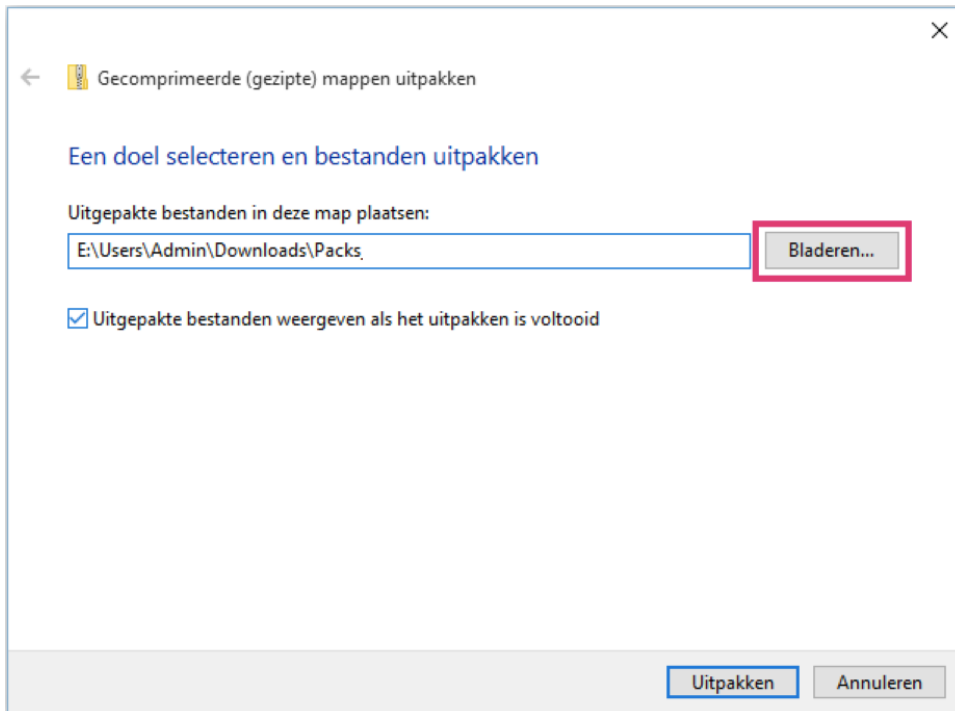 Gecomprimeerde (gezipte) mappen uitpakken
Een doel selecteren en bestanden uitpakken
Uitgepakte bestanden in deze map plaatsen:
E:\Users\Admin\Downloads\Packs
Bladeren...
Uitgepakte bestanden weergeven als het uitpakken is voltooid
Uitpakken
Annuleren